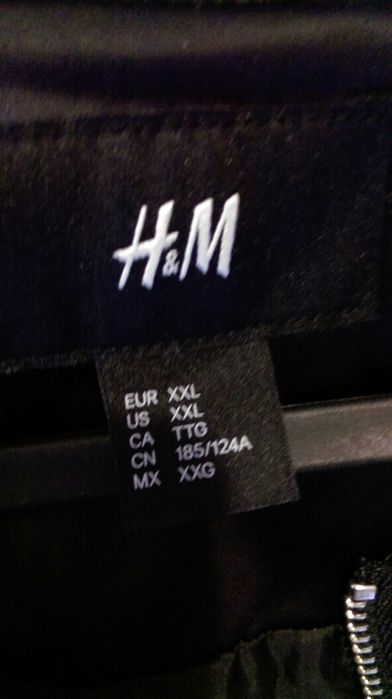 H&M
EUR XXL
US XXL
CA TTG
CN 185/124A
MX XXG